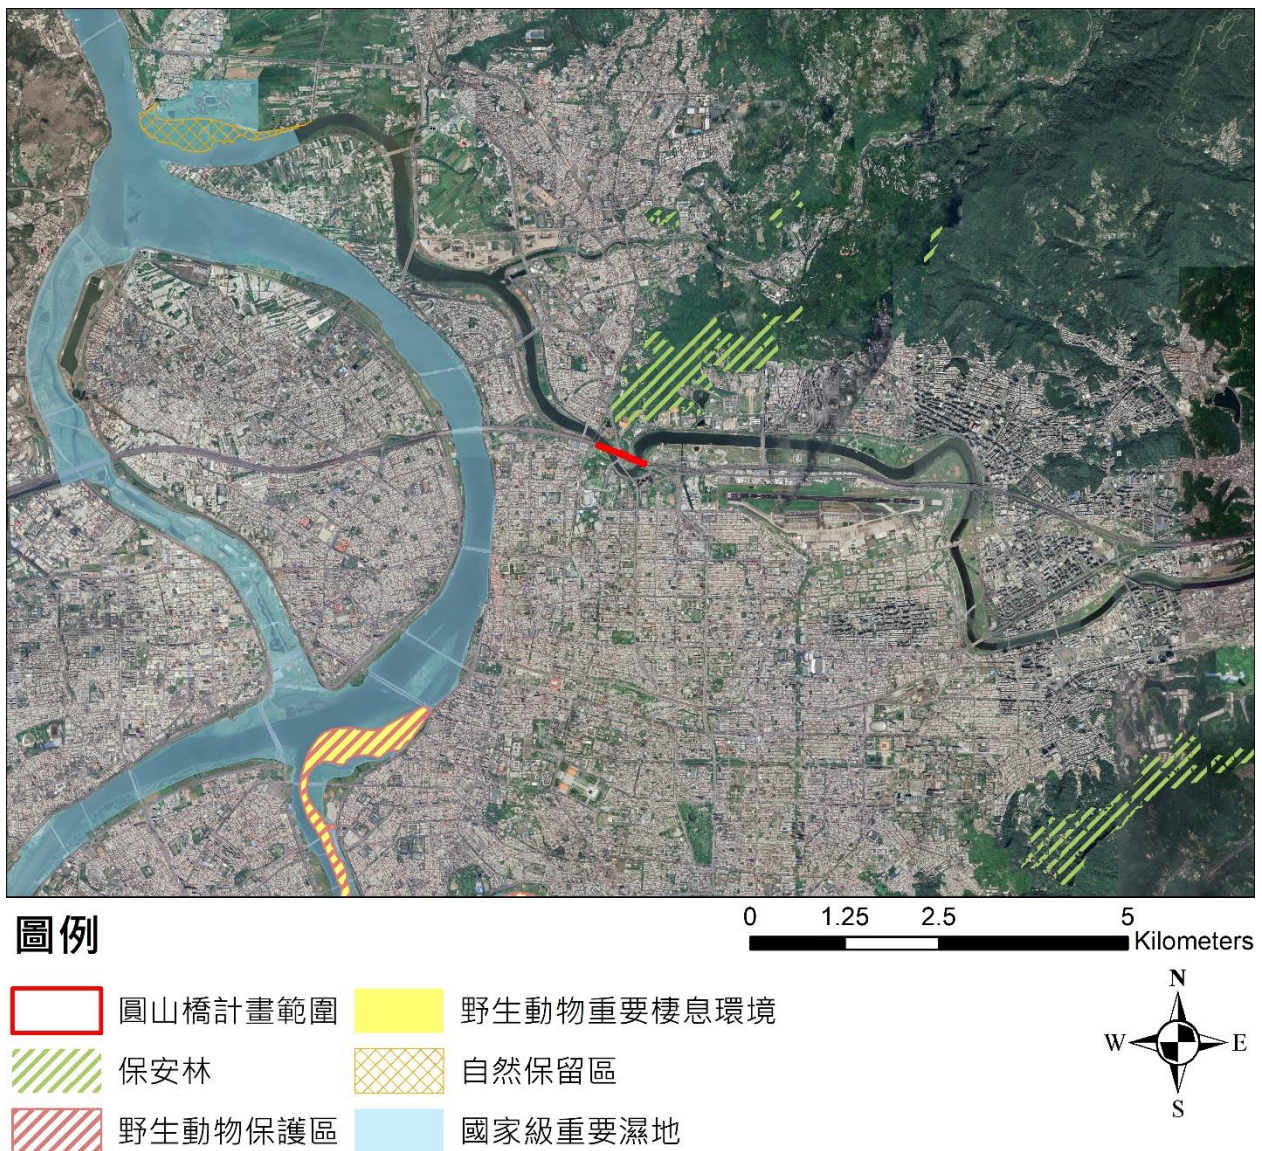 圖例
0 1.25 2.5 5
Kilometers
圓山橋計畫範圍
野生動物重要棲息環境
保安林
自然保留區
野生動物保護區
國家級重要濕地
N
W E
S